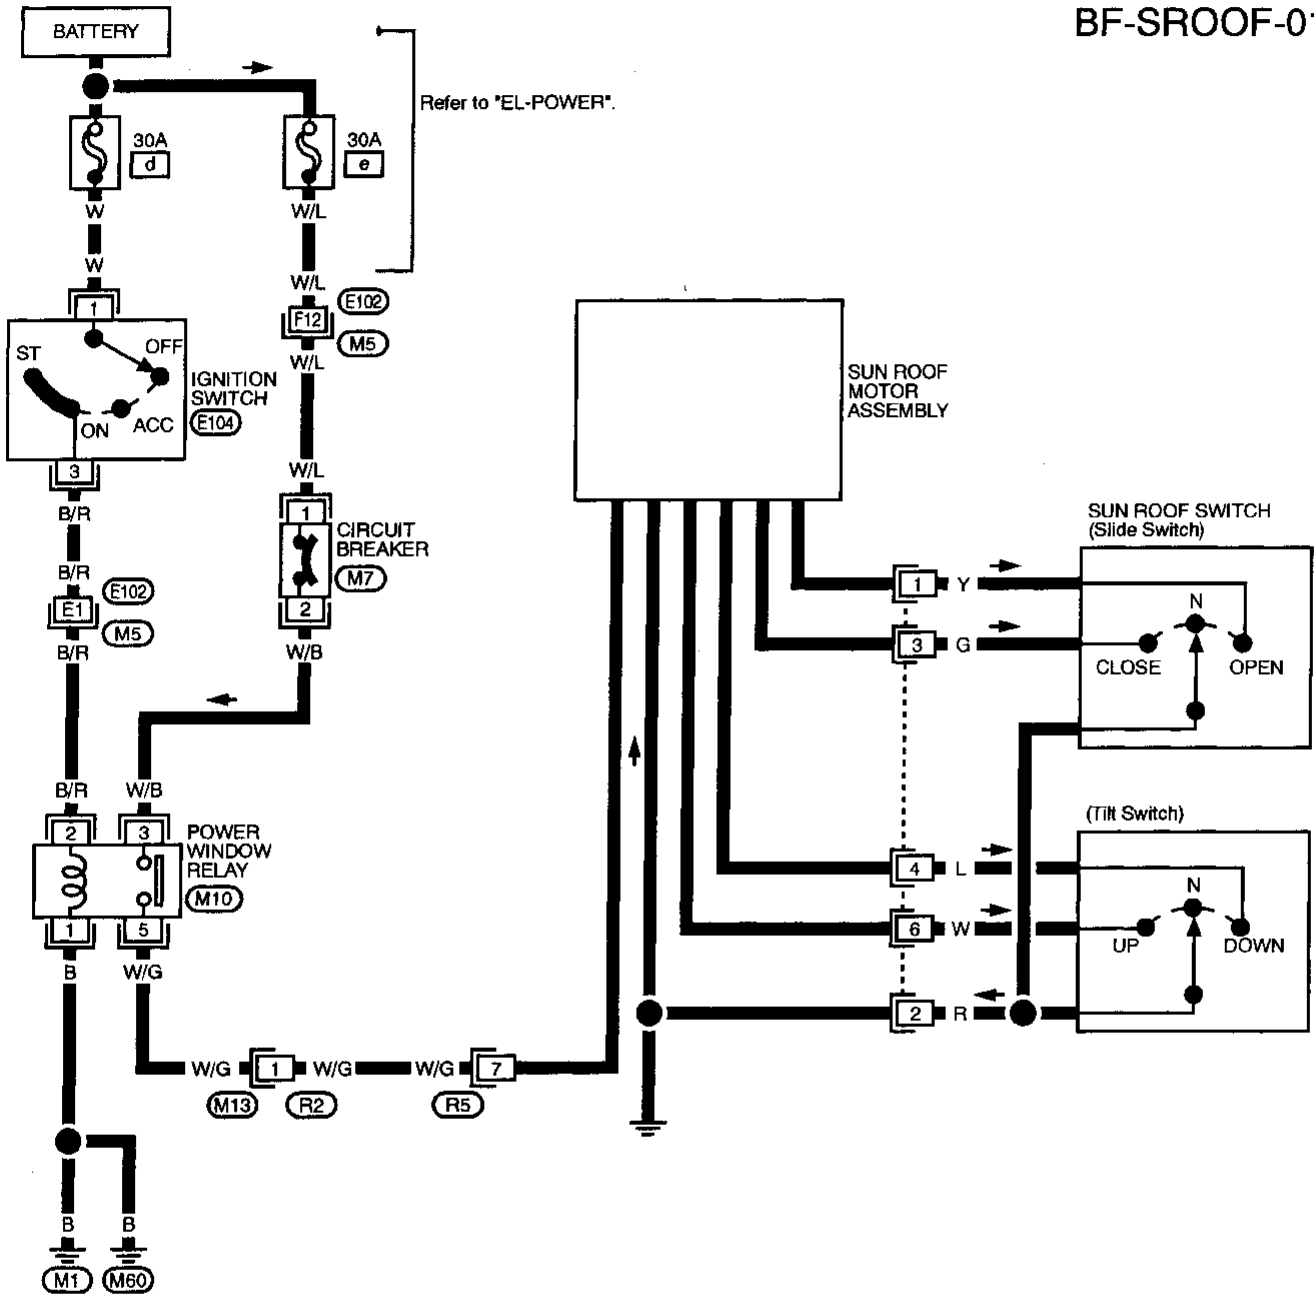 BF-SROOF-01
BATTERY
Refer to "EL-POWER".
30A
d
30A
e
W
W/L
W
W/L
E102
1
F12
M5
W/L
ST
OFF
IGNITION
SWITCH
E104
ON
ACC
3
B/R
W/L
1
CIRCUIT
BREAKER
M7
2
W/B
B/R
E102
E1
M5
B/R
SUN ROOF
MOTOR
ASSEMBLY
SUN ROOF SWITCH
(Slide Switch)
1
Y
N
3
G
CLOSE
OPEN
B/R
W/B
2
3
POWER
WINDOW
RELAY
M10
1
5
B
W/G
(Tilt Switch)
4
L
N
6
W
UP
DOWN
2
R
W/G
1
W/G
W/G
7
M13
R2
R5
B
B
M1
M60